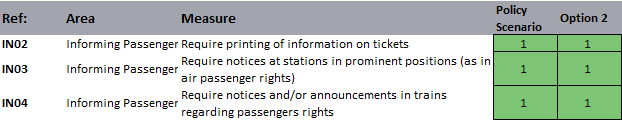 Ref: Area Measure Policy Scenario Option 2
IN02 Informing Passenger Require printing of information on tickets 1 1
IN03 Informing Passenger Require notices at stations in prominent positions (as in air passenger rights) 1 1
IN04 Informing Passenger Require notices and/or announcements in trains regarding passengers rights 1 1